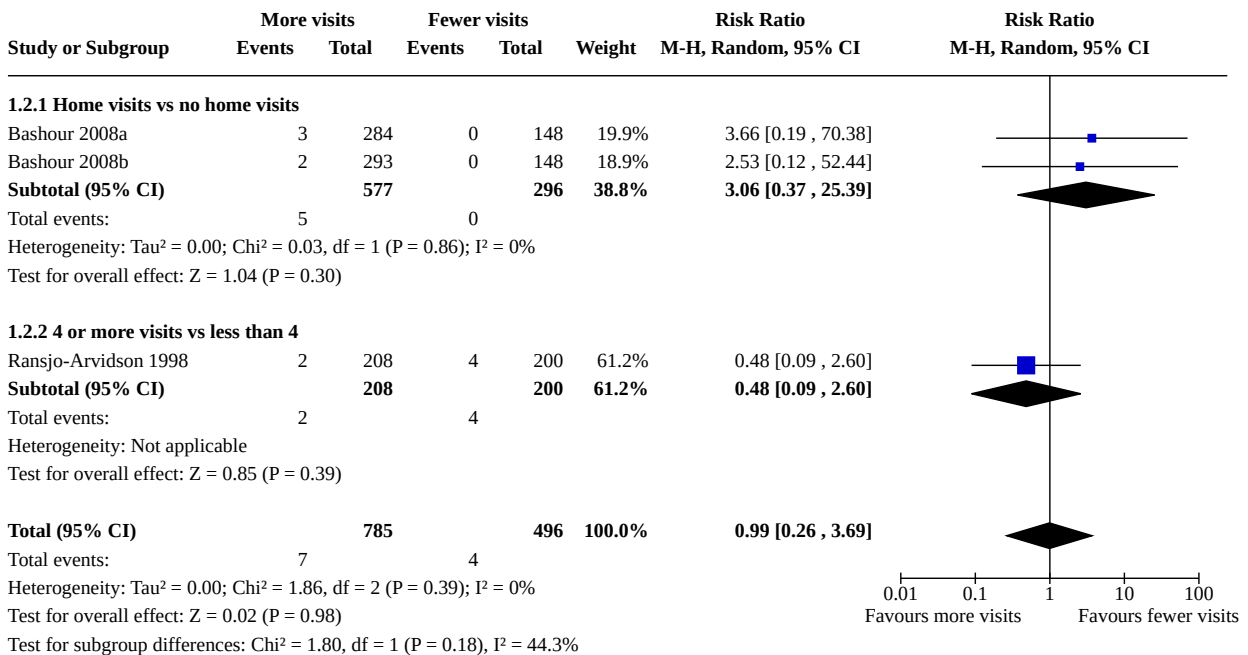 More visits Fewer visits Risk Ratio Risk Ratio
Study or Subgroup Events Total Events Total Weight M-H, Random, 95% CI M-H, Random, 95% CI
1.2.1 Home visits vs no home visits
Bashour 2008a 3 284 0 148 19.9% 3.66 [0.19 , 70.38]
Bashour 2008b 2 293 0 148 18.9% 2.53 [0.12 , 52.44]
Subtotal (95% CI) 577 296 38.8% 3.06 [0.37 , 25.39]
Total events: 5 0
Heterogeneity: Tau² = 0.00; Chi² = 0.03, df = 1 (P = 0.86); I² = 0%
Test for overall effect: Z = 1.04 (P = 0.30)
1.2.2 4 or more visits vs less than 4
Ransjo-Arvidson 1998 2 208 4 200 61.2% 0.48 [0.09 , 2.60]
Subtotal (95% CI) 208 200 61.2% 0.48 [0.09 , 2.60]
Total events: 2 4
Heterogeneity: Not applicable
Test for overall effect: Z = 0.85 (P = 0.39)
Total (95% CI) 785 496 100.0% 0.99 [0.26 , 3.69]
Total events: 7 4
Heterogeneity: Tau² = 0.00; Chi² = 1.86, df = 2 (P = 0.39); I² = 0%
0.01 0.1 1 10 100
Test for overall effect: Z = 0.02 (P = 0.98) Favours more visits Favours fewer visits
Test for subgroup differences: Chi² = 1.80, df = 1 (P = 0.18), I² = 44.3%